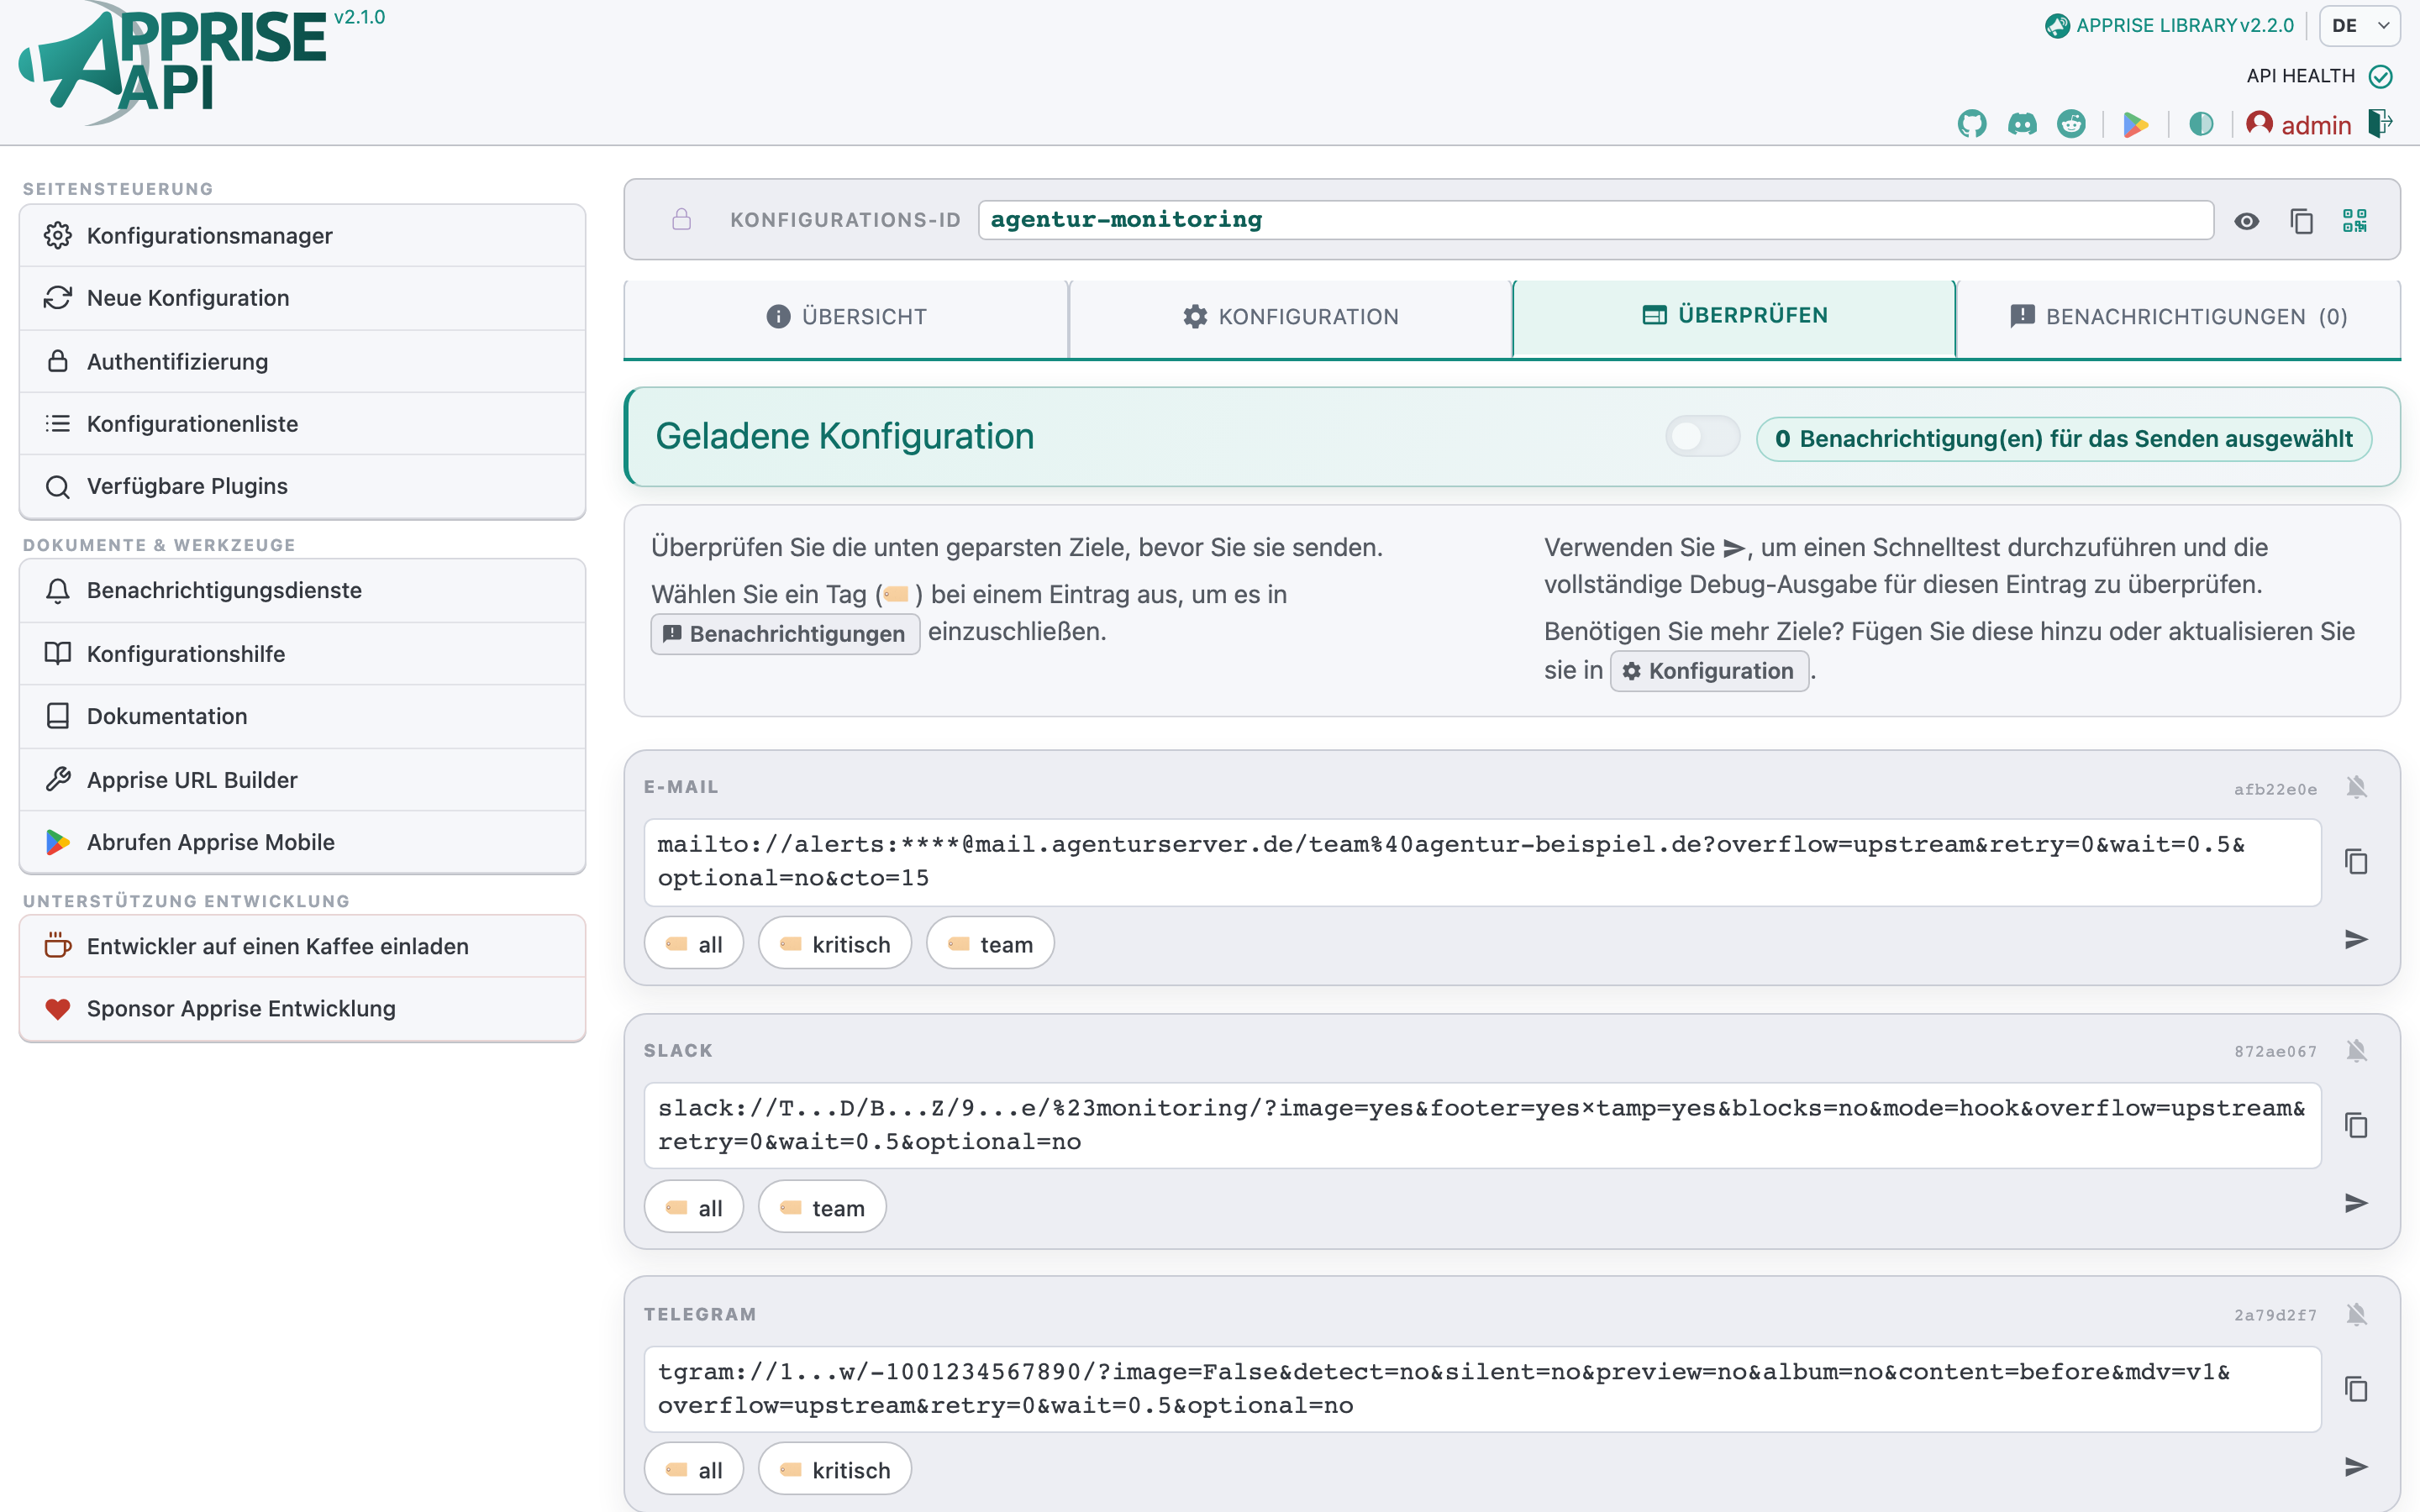 APPRISE API v2.1.0
APPRISE LIBRARY v2.2.0
DE
API HEALTH
admin
SEITENSTEUERUNG
Konfigurationsmanager
Neue Konfiguration
Authentifizierung
Konfigurationenliste
Verfügbare Plugins
DOKUMENTE & WERKZEUGE
Benachrichtigungsdienste
Konfigurationshilfe
Dokumentation
Apprise URL Builder
Abrufen Apprise Mobile
UNTERSTÜTZUNG ENTWICKLUNG
Entwickler auf einen Kaffee einladen
Sponsor Apprise Entwicklung
KONFIGURATIONS-ID
agentur-monitoring
ÜBERSICHT
KONFIGURATION
ÜBERPRÜFEN
BENACHRICHTIGUNGEN (0)
Geladene Konfiguration
0 Benachrichtigung(en) für das Senden ausgewählt
Überprüfen Sie die unten geparsten Ziele, bevor Sie sie senden.
Wählen Sie ein Tag ( ) bei einem Eintrag aus, um es in
Benachrichtigungen einzuschließen.
Verwenden Sie , um einen Schnelltest durchzuführen und die
vollständige Debug-Ausgabe für diesen Eintrag zu überprüfen.
Benötigen Sie mehr Ziele? Fügen Sie diese hinzu oder aktualisieren Sie
sie in Konfiguration.
E-MAIL
afb22e0e
mailto://alerts:****@mail.agenturserver.de/team%40agentur-beispiel.de?overflow=upstream&retry=0&wait=0.5&
optional=no&cto=15
all
kritisch
team
SLACK
872ae067
slack://T...D/B...Z/9...e/%23monitoring/?image=yes&footer=yes×tamp=yes&blocks=no&mode=hook&overflow=upstream&
retry=0&wait=0.5&optional=no
all
team
TELEGRAM
2a79d2f7
tgram://1...w/-1001234567890/?image=False&detect=no&silent=no&preview=no&album=no&content=before&mdv=v1&
overflow=upstream&retry=0&wait=0.5&optional=no
all
kritisch